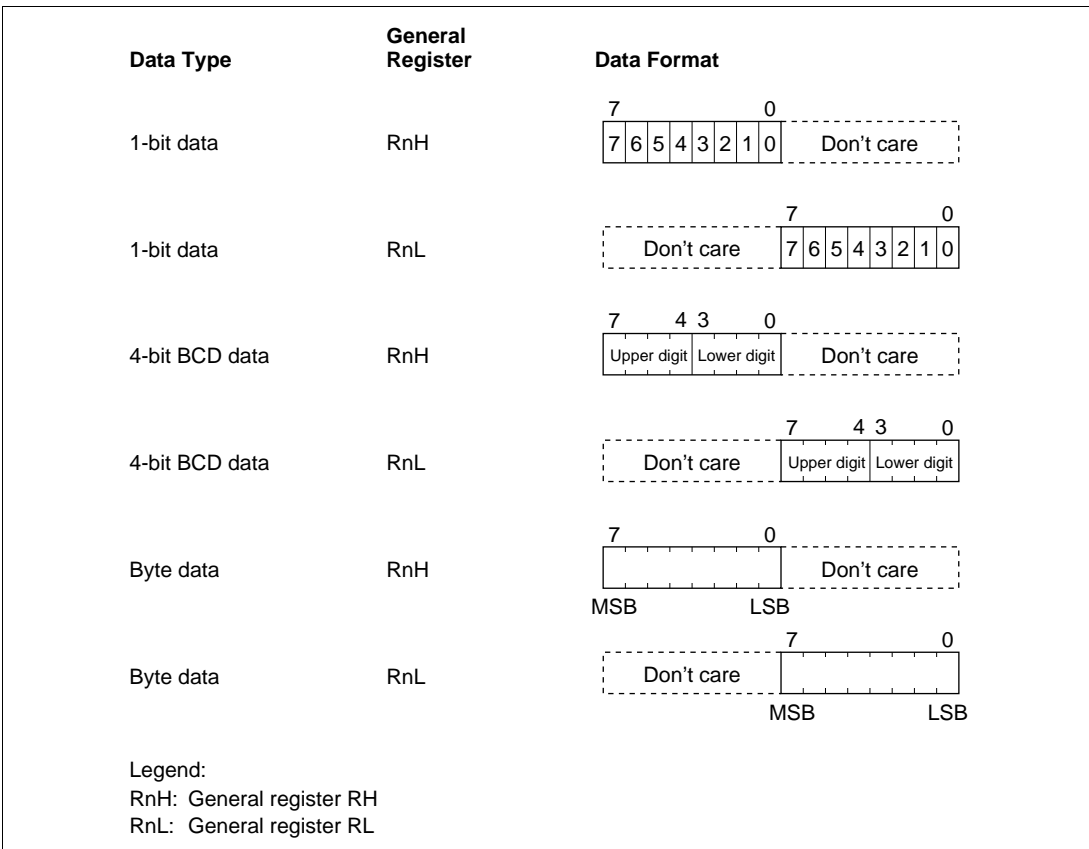 General
Data Type Register Data Format
7 0
1-bit data RnH 7 6 5 4 3 2 1 0 Don't care
7 0
1-bit data RnL Don't care 7 6 5 4 3 2 1 0
7 4 3 0
4-bit BCD data RnH Upper digit Lower digit Don't care
7 4 3 0
4-bit BCD data RnL Don't care Upper digit Lower digit
7 0
Byte data RnH Don't care
MSB LSB
7 0
Byte data RnL Don't care
MSB LSB
Legend:
RnH: General register RH
RnL: General register RL